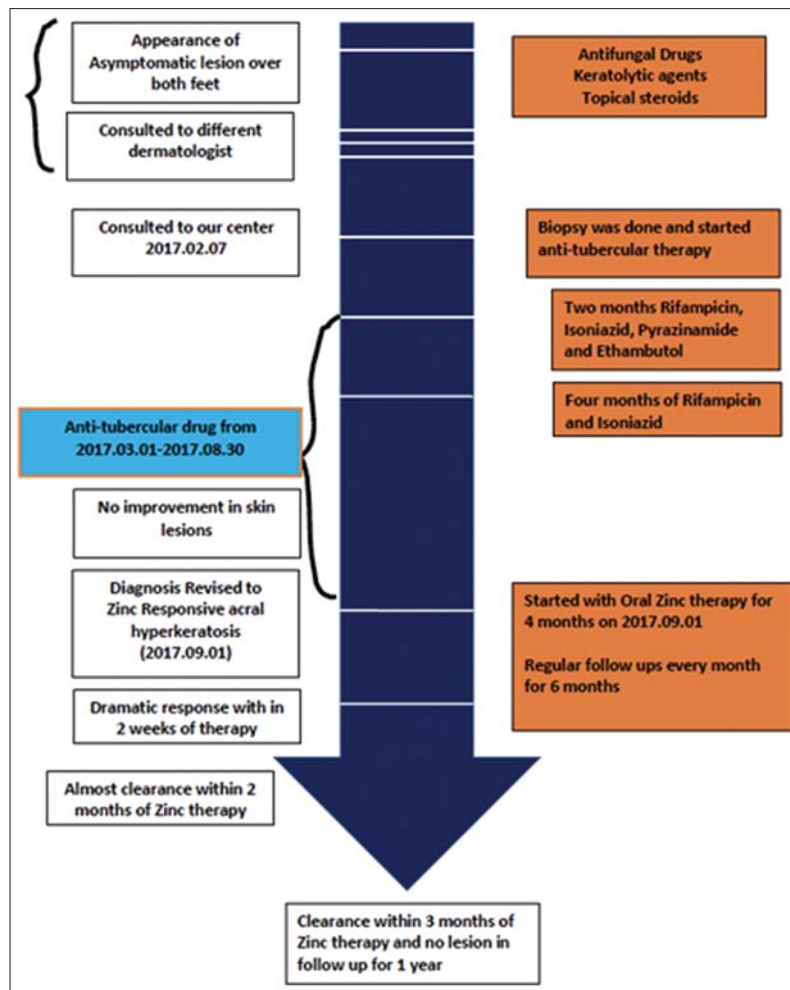 Appearance of
Asymptomatic lesion over
both feet
Antifungal Drugs
Keratolytic agents
Topical steroids
Consulted to different
dermatologist
Consulted to our center
2017.02.07
Biopsy was done and started
anti-tubercular therapy
Two months Rifampicin,
Isoniazid, Pyrazinamide
and Ethambutol
Four months of Rifampicin
and Isoniazid
Anti-tubercular drug from
2017.03.01-2017.08.30
No improvement in skin
lesions
Diagnosis Revised to
Zinc Responsive acral
hyperkeratosis
(2017.09.01)
Started with Oral Zinc therapy for
4 months on 2017.09.01
Regular follow ups every month
for 6 months
Dramatic response with in
2 weeks of therapy
Almost clearance within 2
months of Zinc therapy
Clearance within 3 months of
Zinc therapy and no lesion in
follow up for 1 year